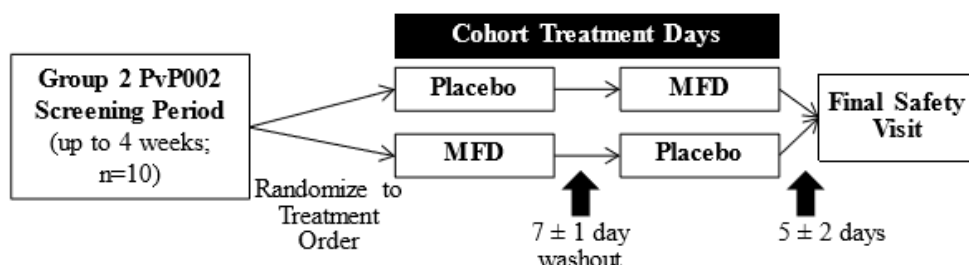 Cohort Treatment Days
Group 2 PvP002
Screening Period
(up to 4 weeks;
n=10)
Placebo
MFD
MFD
Placebo
Final Safety
Visit
Randomize to
Treatment
Order
7 ± 1 day
washout
5 ± 2 days